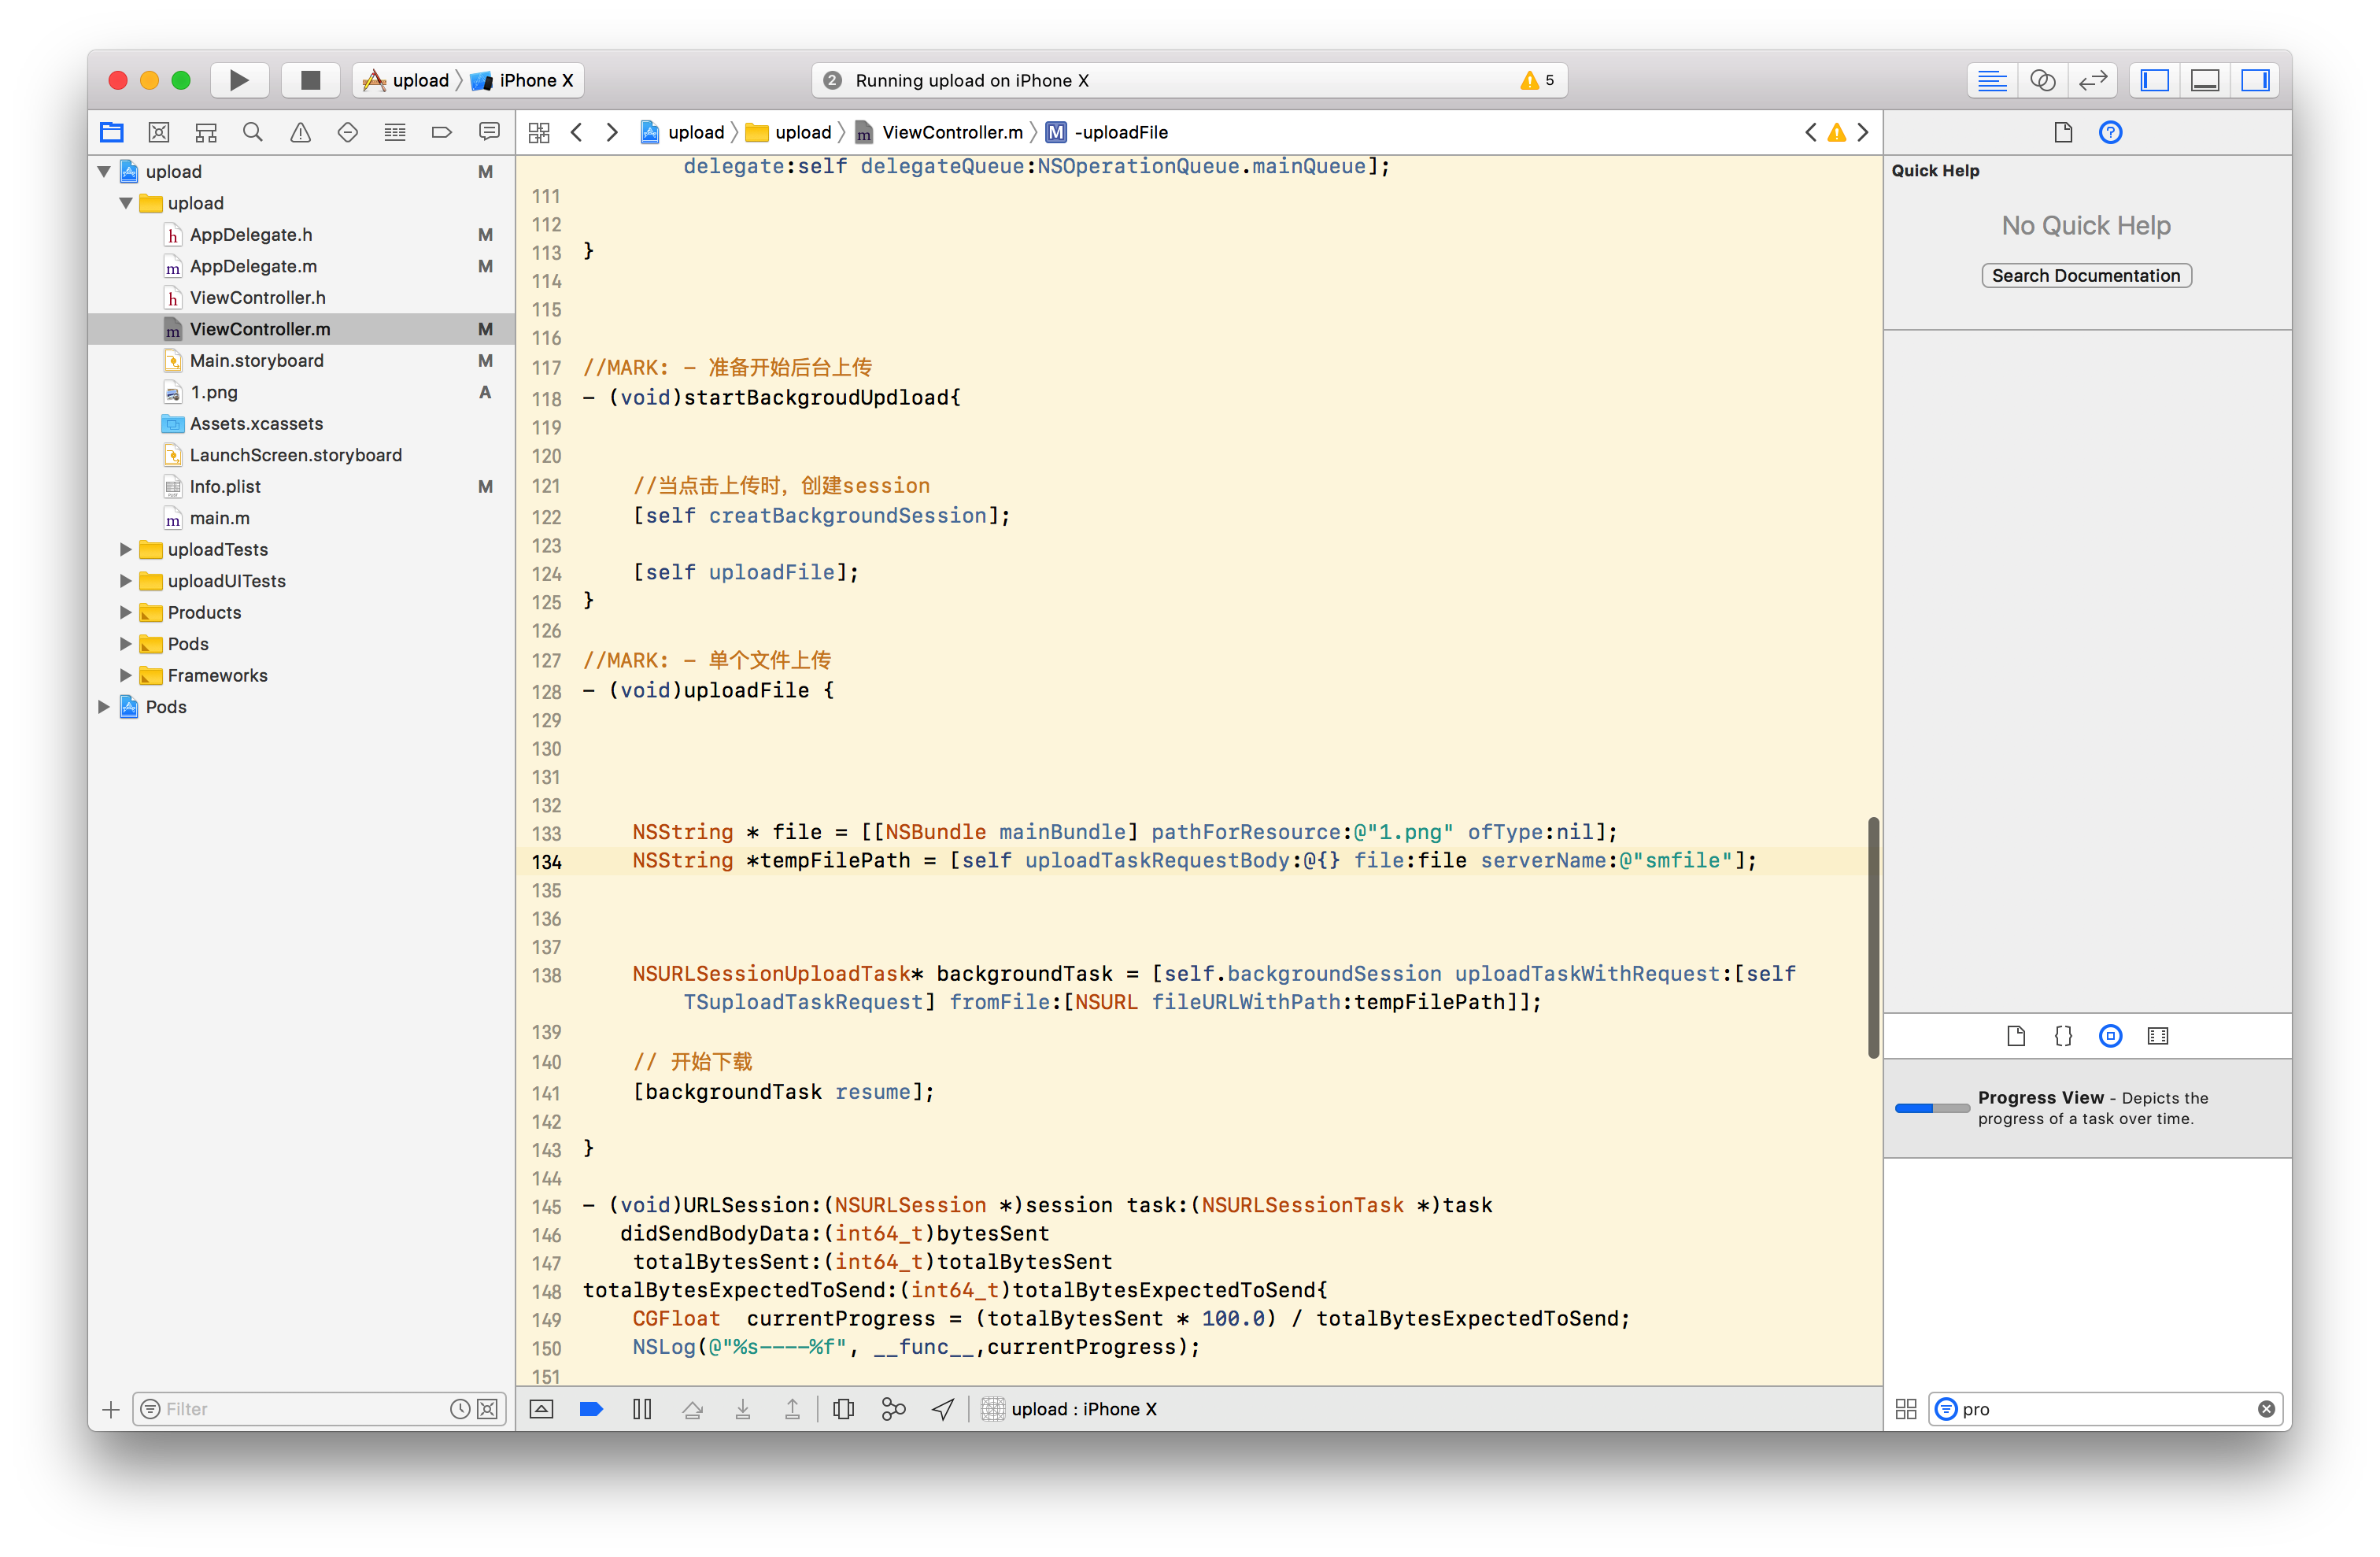 upload 〉 iPhone X
2 Running upload on iPhone X 5
upload M
upload
AppDelegate.h M
AppDelegate.m M
ViewController.h
ViewController.m M
Main.storyboard M
1.png A
Assets.xcassets
LaunchScreen.storyboard
Info.plist M
main.m
uploadTests
uploadUITests
Products
Pods
Frameworks
Pods
Filter
upload 〉 upload 〉 ViewController.m 〉 M -uploadFile
delegate:self delegateQueue:NSOperationQueue.mainQueue];
111
112
113 }
114
115
116
117 //MARK: - 准备开始后台上传
118 - (void)startBackgroudUpdload{
119
120
121 //当点击上传时，创建session
122 [self creatBackgroundSession];
123
124 [self uploadFile];
125 }
126
127 //MARK: - 单个文件上传
128 - (void)uploadFile {
129
130
131
132
133 NSString * file = [[NSBundle mainBundle] pathForResource:@"1.png" ofType:nil];
134 NSString *tempFilePath = [self uploadTaskRequestBody:@{} file:file serverName:@"smfile"];
135
136
137
138 NSURLSessionUploadTask* backgroundTask = [self.backgroundSession uploadTaskWithRequest:[self
TSuploadTaskRequest] fromFile:[NSURL fileURLWithPath:tempFilePath]];
139
140 // 开始下载
141 [backgroundTask resume];
142
143 }
144
145 - (void)URLSession:(NSURLSession *)session task:(NSURLSessionTask *)task
146 didSendBodyData:(int64_t)bytesSent
147 totalBytesSent:(int64_t)totalBytesSent
148 totalBytesExpectedToSend:(int64_t)totalBytesExpectedToSend{
149 CGFloat currentProgress = (totalBytesSent * 100.0) / totalBytesExpectedToSend;
150 NSLog(@"%s----%f", __func__,currentProgress);
151
upload : iPhone X
Quick Help
No Quick Help
Search Documentation
Progress View - Depicts the
progress of a task over time.
pro